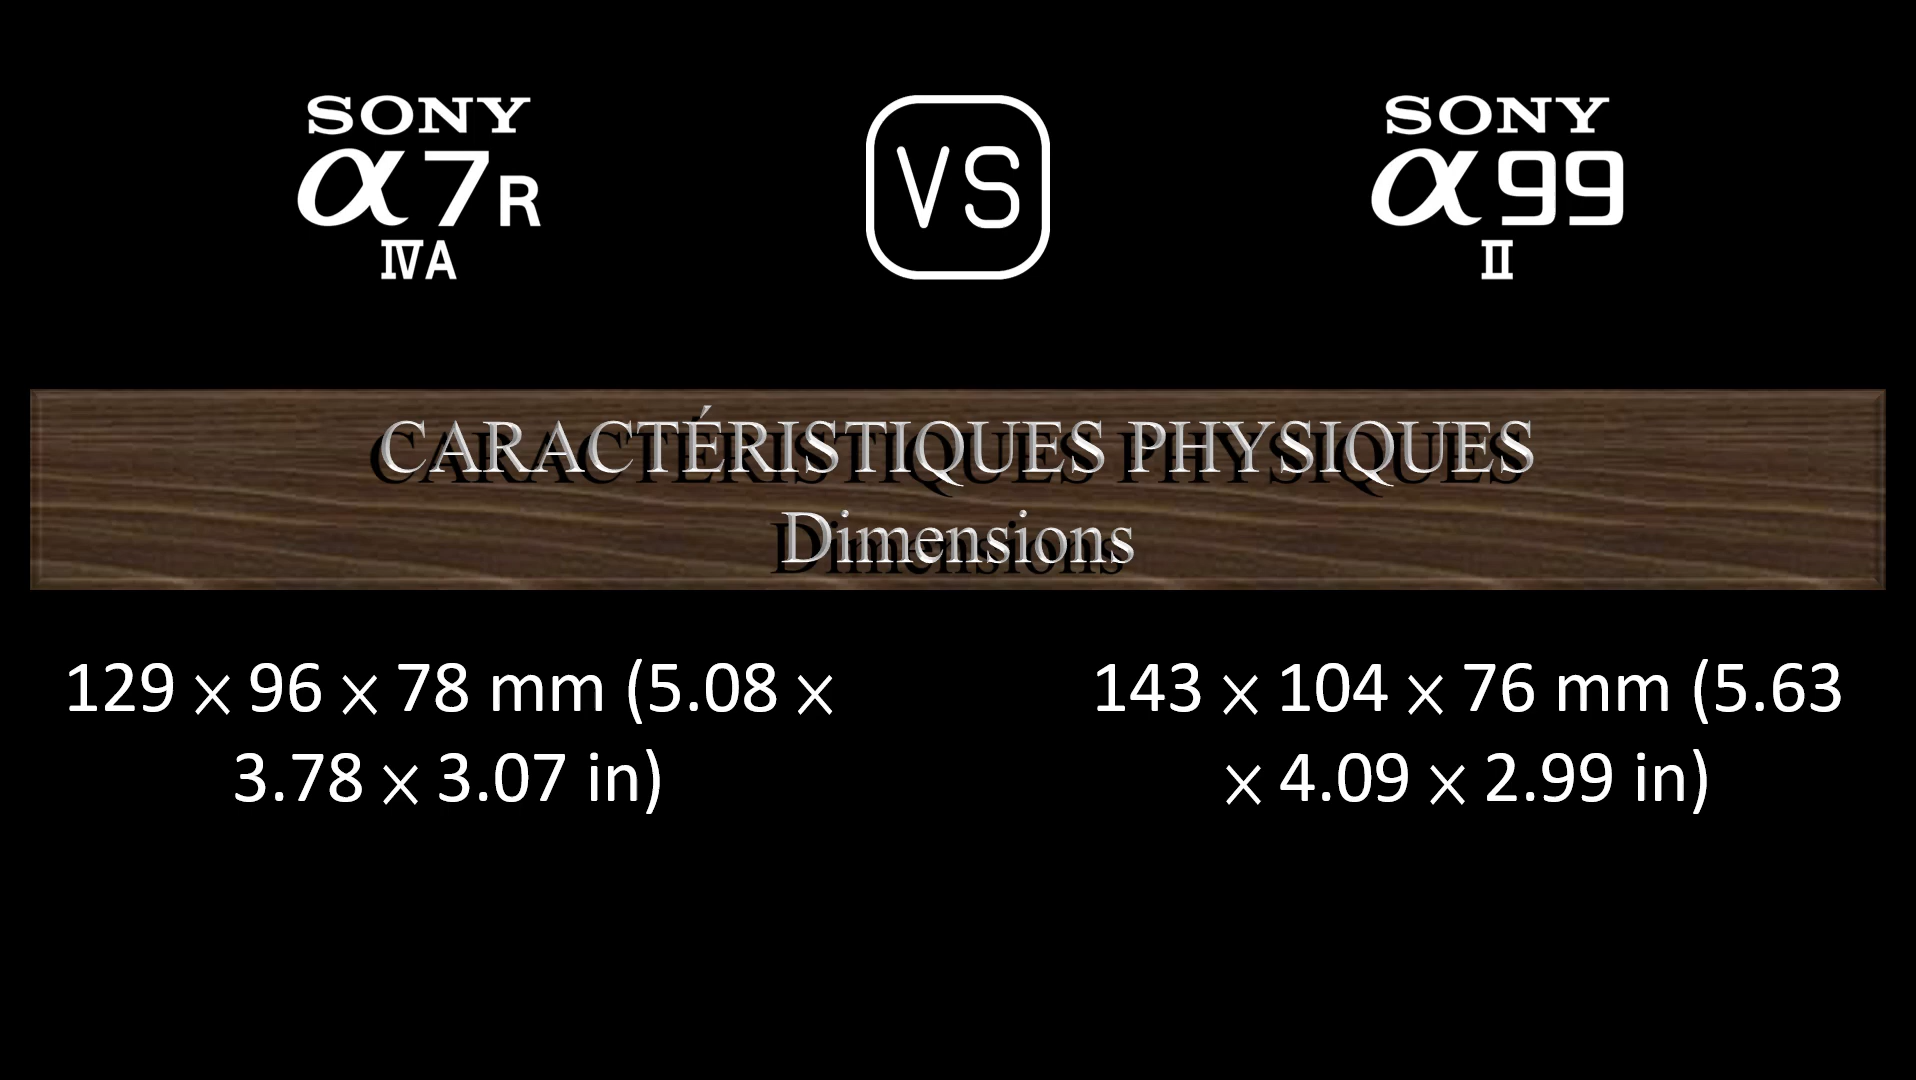 SONY
α7R
IVA
VS
SONY
α99
II
CARACTÉRISTIQUES PHYSIQUES
Dimensions
129 x 96 x 78 mm (5.08 x
3.78 x 3.07 in)
143 x 104 x 76 mm (5.63
x 4.09 x 2.99 in)